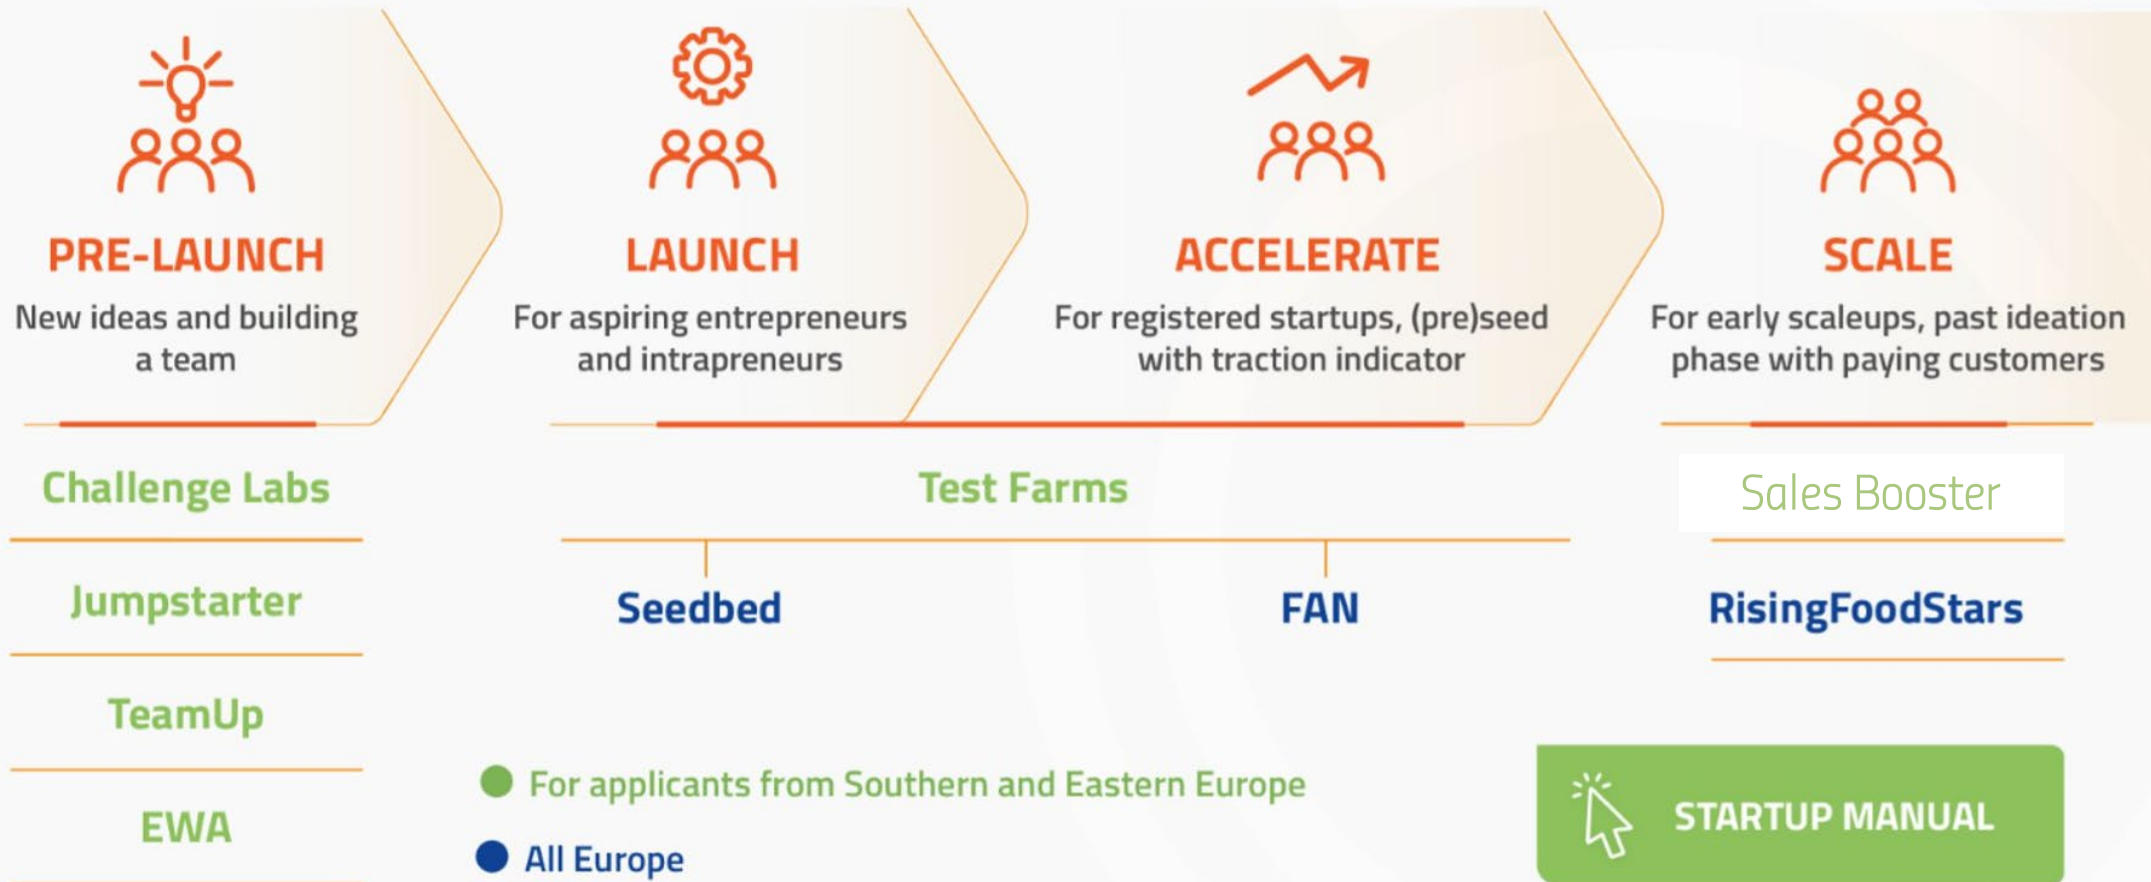 PRE-LAUNCH
New ideas and building
a team
LAUNCH
For aspiring entrepreneurs
and intrapreneurs
ACCELERATE
For registered startups, (pre)seed
with traction indicator
SCALE
For early scaleups, past ideation
phase with paying customers
Challenge Labs
Jumpstarter
TeamUp
EWA
Test Farms
Seedbed
FAN
Sales Booster
RisingFoodStars
For applicants from Southern and Eastern Europe
All Europe
STARTUP MANUAL